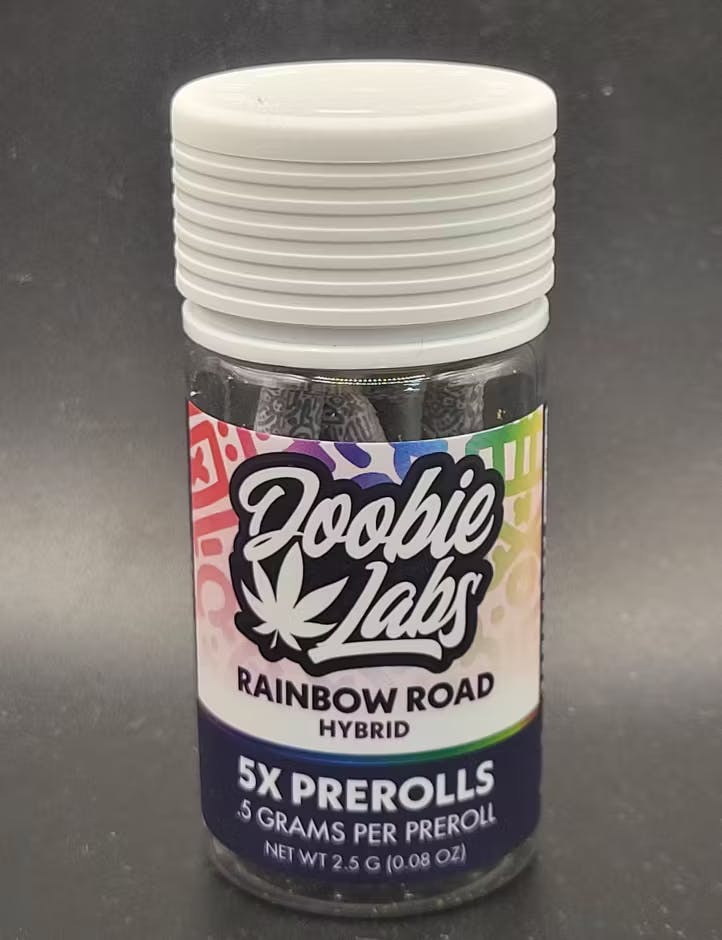 Doobie
Labs
RAINBOW ROAD
HYBRID
5X PREROLLS
.5 GRAMS PER PREROLL
NET WT 2.5 G (0.08 OZ)